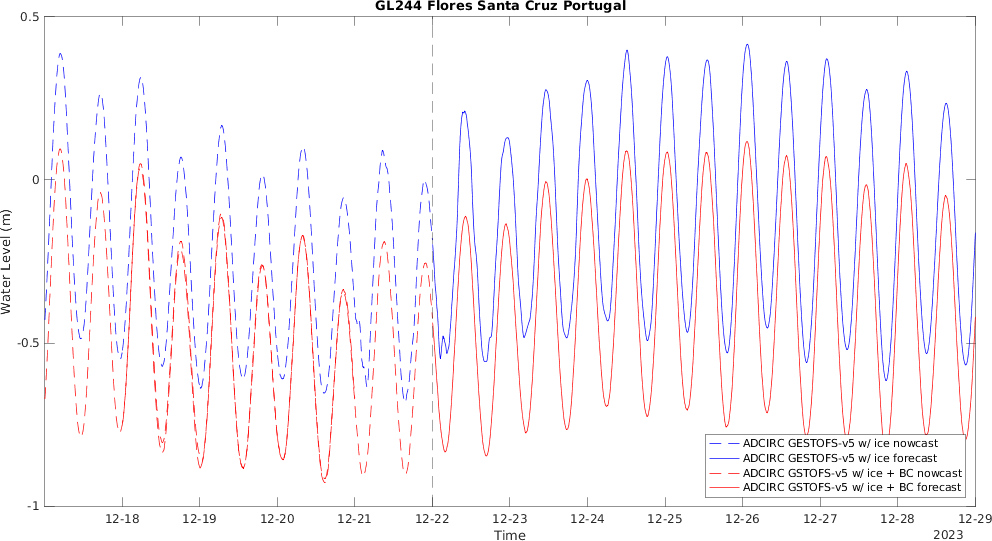 GL244 Flores Santa Cruz Portugal
0.5
0
-0.5
-1
Water Level (m)
12-18 12-19 12-20 12-21 12-22 12-23 12-24 12-25 12-26 12-27 12-28 12-29
Time
2023
ADCIRC GESTOFS-v5 w/ ice nowcast
ADCIRC GESTOFS-v5 w/ ice forecast
ADCIRC GSTOFS-v5 w/ ice + BC nowcast
ADCIRC GSTOFS-v5 w/ ice + BC forecast